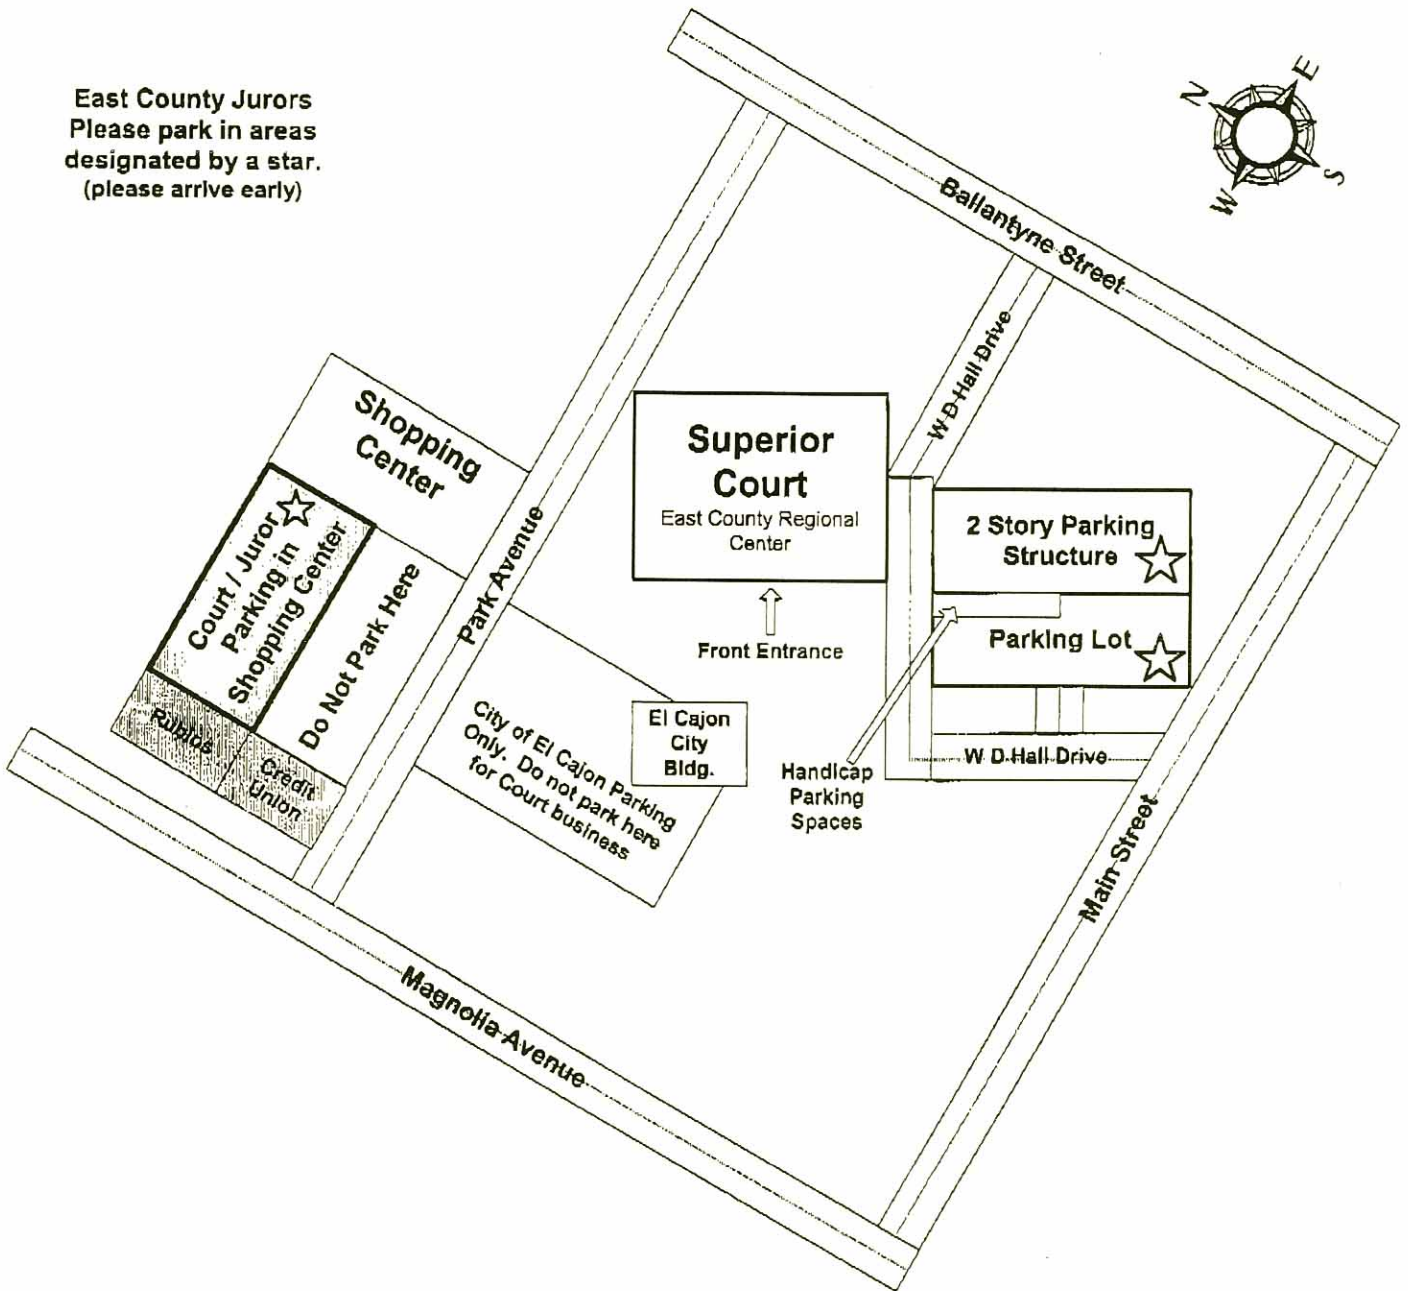 East County Jurors
Please park in areas
designated by a star.
(please arrive early)
N
E
S
W
Ballantyne Street
W D Hall Drive
Shopping
Center
Superior
Court
East County Regional
Center
2 Story Parking
Structure
Court / Juror
Parking in
Shopping Center
Do Not Park Here
Park Avenue
Front Entrance
Parking Lot
Rubios
Credit
Union
City of El Cajon Parking
Only. Do not park here
for Court business
El Cajon
City
Bldg.
Handicap
Parking
Spaces
W D Hall Drive
Main Street
Magnolia Avenue